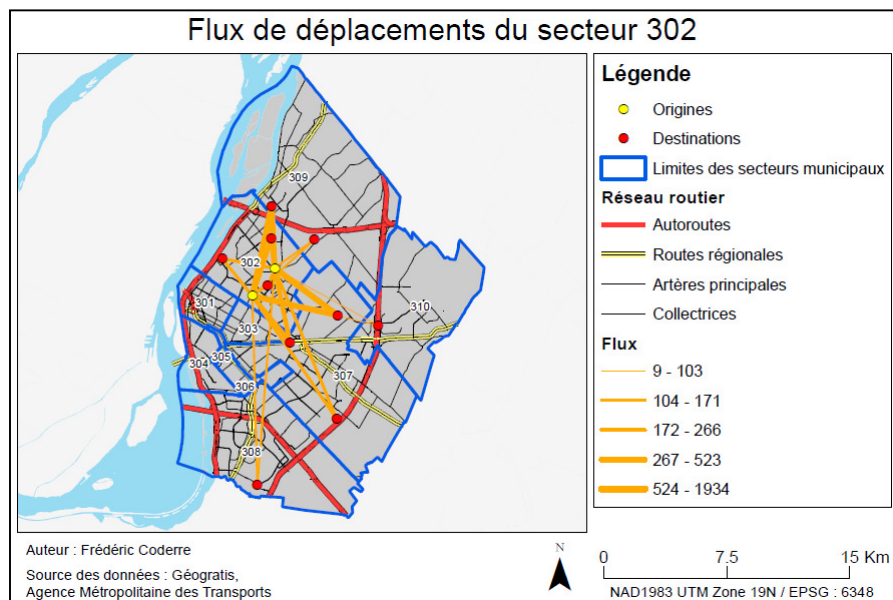 Flux de déplacements du secteur 302
309
302
301
310
303
305
304
307
306
308
Légende
Origines
Destinations
Limites des secteurs municipaux
Réseau routier
Autoroutes
Routes régionales
Artères principales
Collectrices
Flux
9 - 103
104 - 171
172 - 266
267 - 523
524 - 1934
Auteur : Frédéric Coderre
Source des données : Géogratis,
Agence Métropolitaine des Transports
N
0 7.5 15 Km
NAD1983 UTM Zone 19N / EPSG : 6348